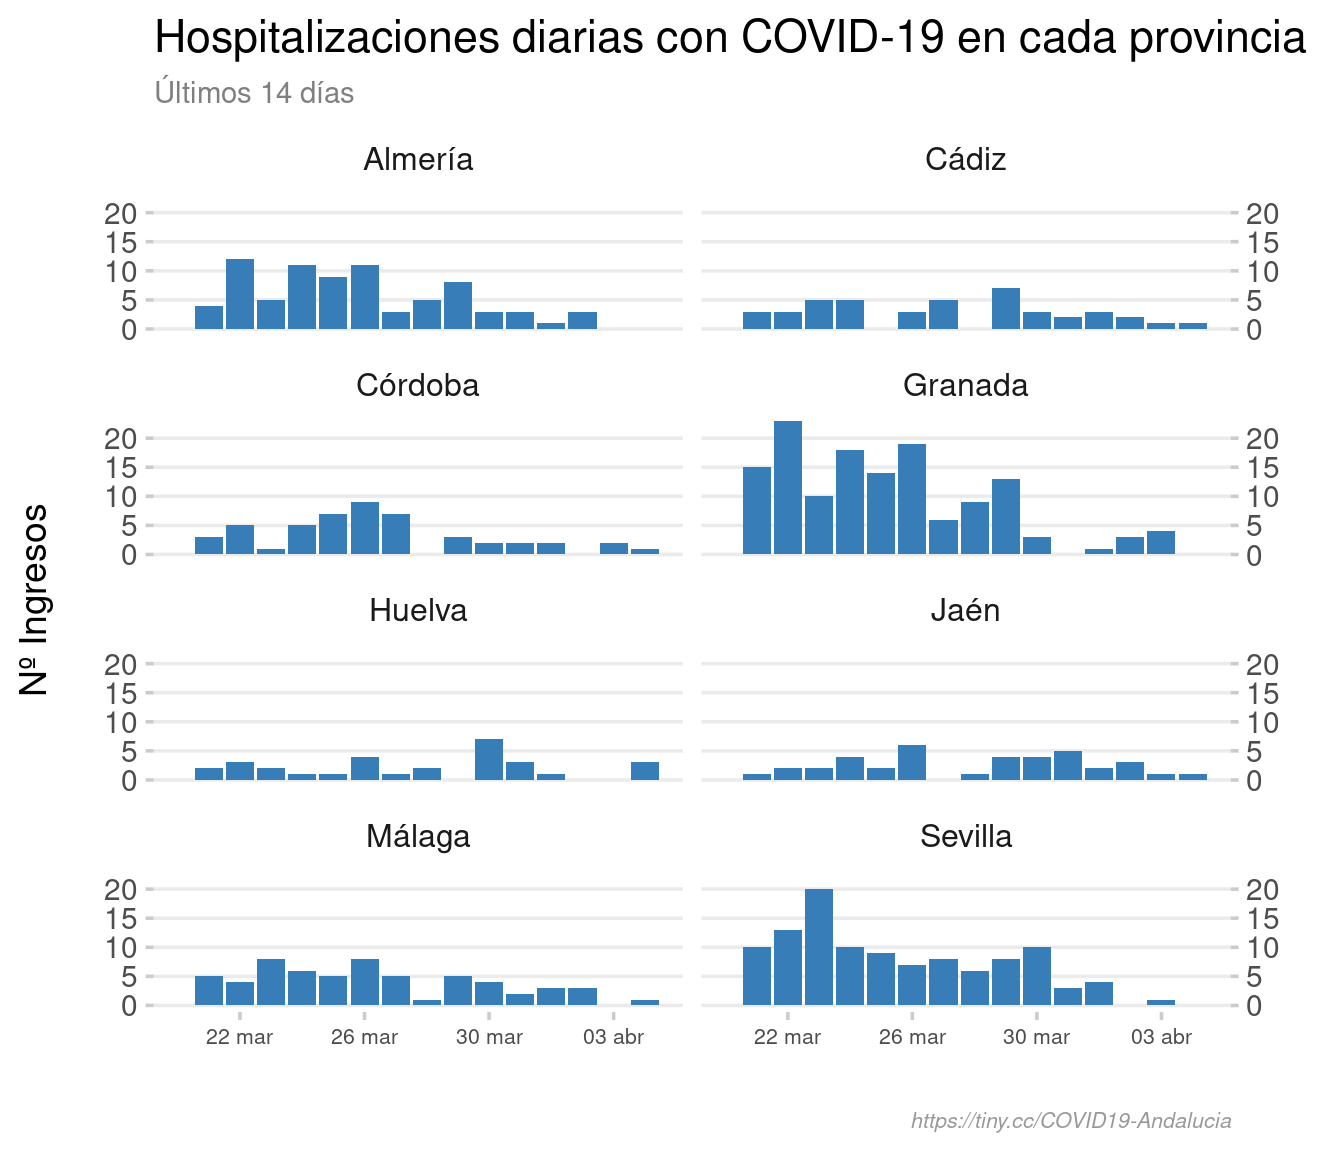 Hospitalizaciones diarias con COVID-19 en cada provincia
Últimos 14 días
Almería
Cádiz
20
15
10
5
0
20
15
10
5
0
Córdoba
Granada
20
15
10
5
0
20
15
10
5
0
Nº Ingresos
Huelva
Jaén
20
15
10
5
0
20
15
10
5
0
Málaga
Sevilla
20
15
10
5
0
20
15
10
5
0
22 mar 26 mar 30 mar 03 abr
22 mar 26 mar 30 mar 03 abr
https://tiny.cc/COVID19-Andalucia